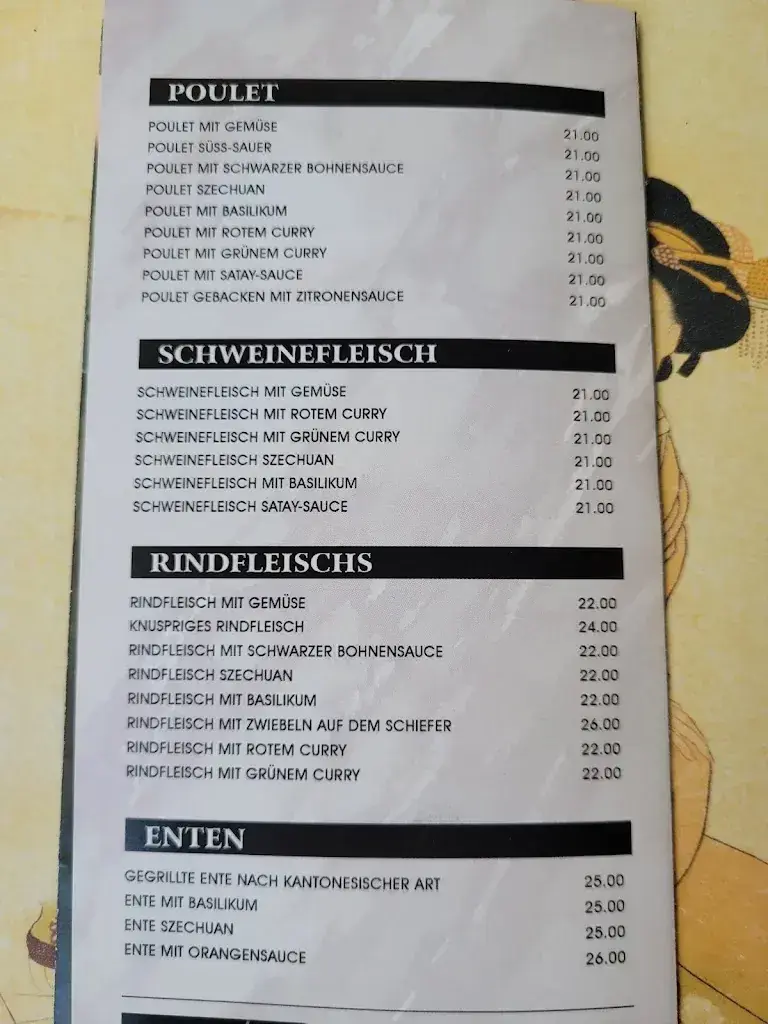 POULET
POULET MIT GEMÜSE 21.00
POULET SÜSS-SAUER 21.00
POULET MIT SCHWARZER BOHNENSAUCE 21.00
POULET SZECHUAN 21.00
POULET MIT BASILIKUM 21.00
POULET MIT ROTEM CURRY 21.00
POULET MIT GRÜNEM CURRY 21.00
POULET MIT SATAY-SAUCE 21.00
POULET GEBACKEN MIT ZITRONENSAUCE 21.00
SCHWEINEFLEISCH
SCHWEINEFLEISCH MIT GEMÜSE 21.00
SCHWEINEFLEISCH MIT ROTEM CURRY 21.00
SCHWEINEFLEISCH MIT GRÜNEM CURRY 21.00
SCHWEINEFLEISCH SZECHUAN 21.00
SCHWEINEFLEISCH MIT BASILIKUM 21.00
SCHWEINEFLEISCH SATAY-SAUCE 21.00
RINDFLEISCHS
RINDFLEISCH MIT GEMÜSE 22.00
KNUSPRIGES RINDFLEISCH 24.00
RINDFLEISCH MIT SCHWARZER BOHNENSAUCE 22.00
RINDFLEISCH SZECHUAN 22.00
RINDFLEISCH MIT BASILIKUM 22.00
RINDFLEISCH MIT ZWIEBELN AUF DEM SCHIEFER 26.00
RINDFLEISCH MIT ROTEM CURRY 22.00
RINDFLEISCH MIT GRÜNEM CURRY 22.00
ENTEN
GEGRILLTE ENTE NACH KANTONESISCHER ART 25.00
ENTE MIT BASILIKUM 25.00
ENTE SZECHUAN 25.00
ENTE MIT ORANGENSAUCE 26.00